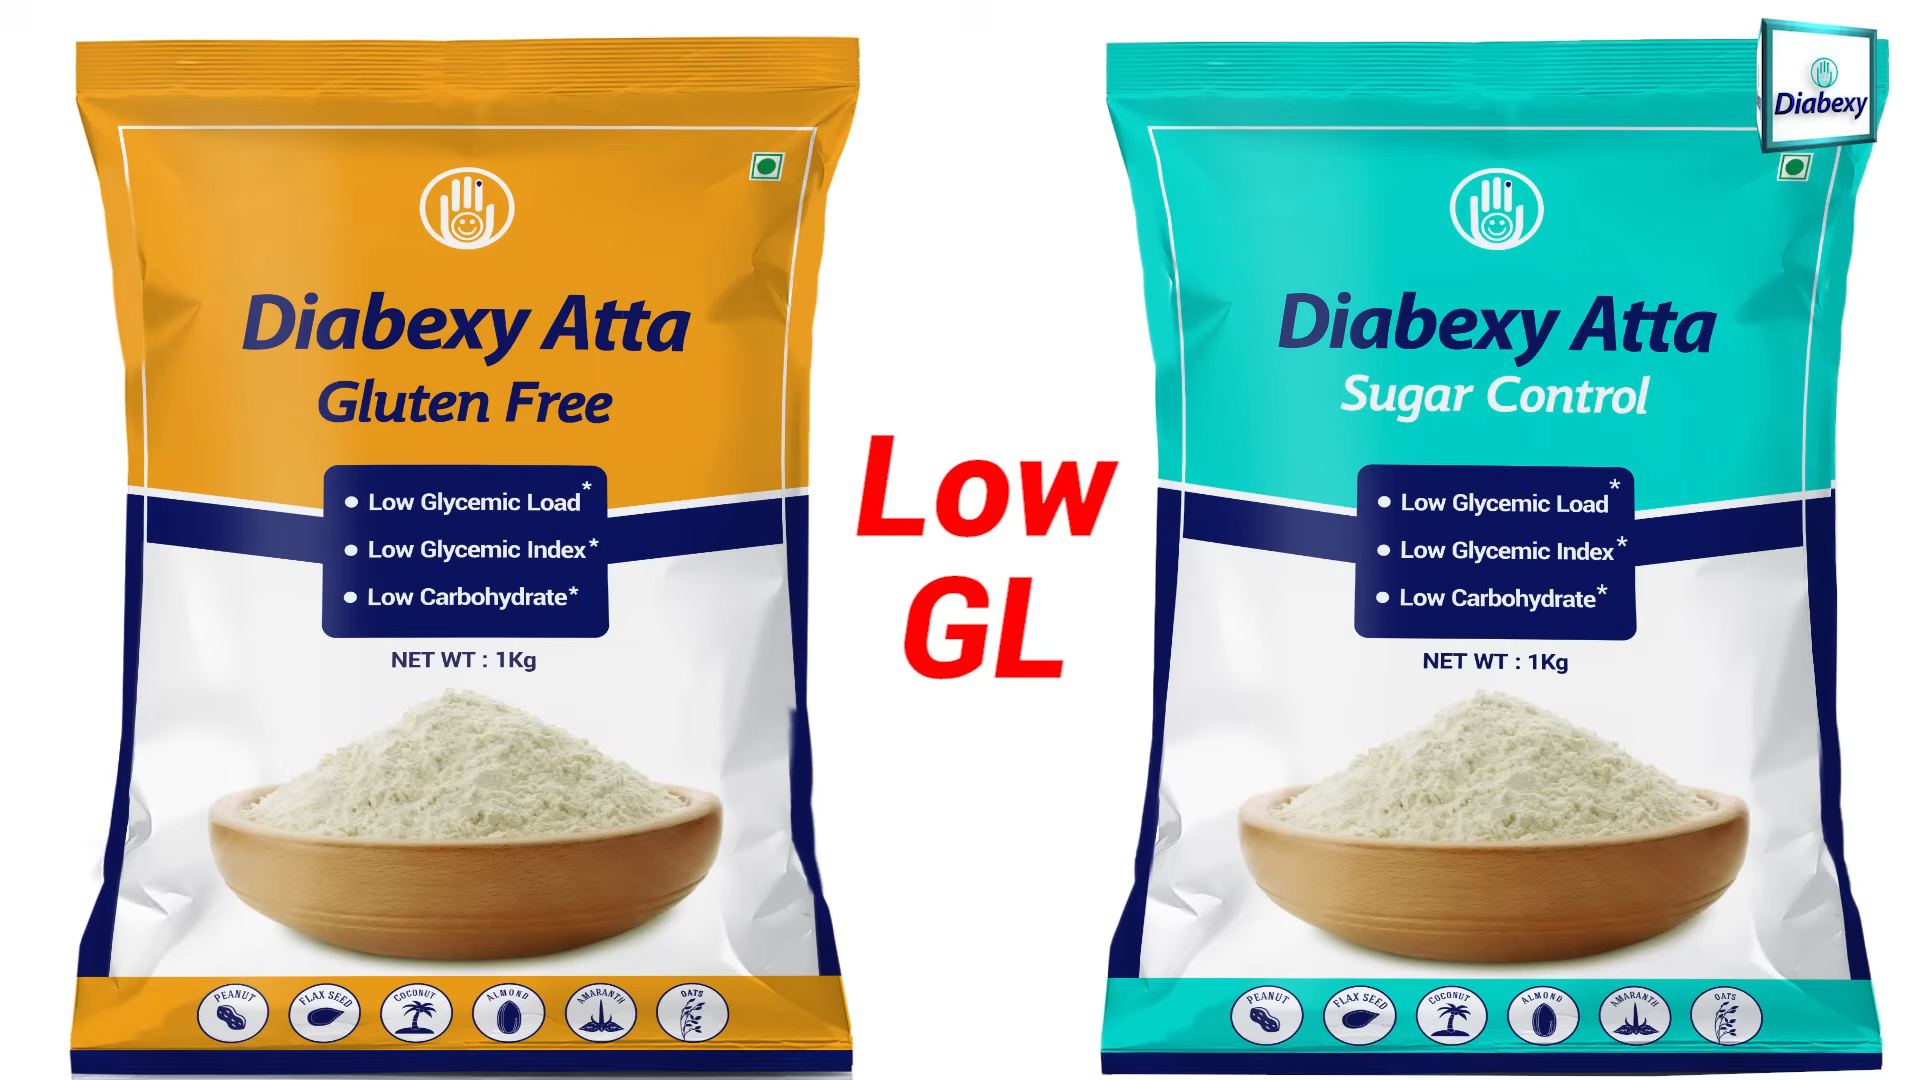 Diabexy Atta
Gluten Free
• Low Glycemic Load*
• Low Glycemic Index*
• Low Carbohydrate*
NET WT : 1Kg
PEANUT
FLAX SEED
COCONUT
ALMOND
AMARANTH
OATS
Low
GL
Diabexy
Diabexy Atta
Sugar Control
• Low Glycemic Load*
• Low Glycemic Index*
• Low Carbohydrate*
NET WT : 1Kg
PEANUT
FLAX SEED
COCONUT
ALMOND
AMARANTH
OATS